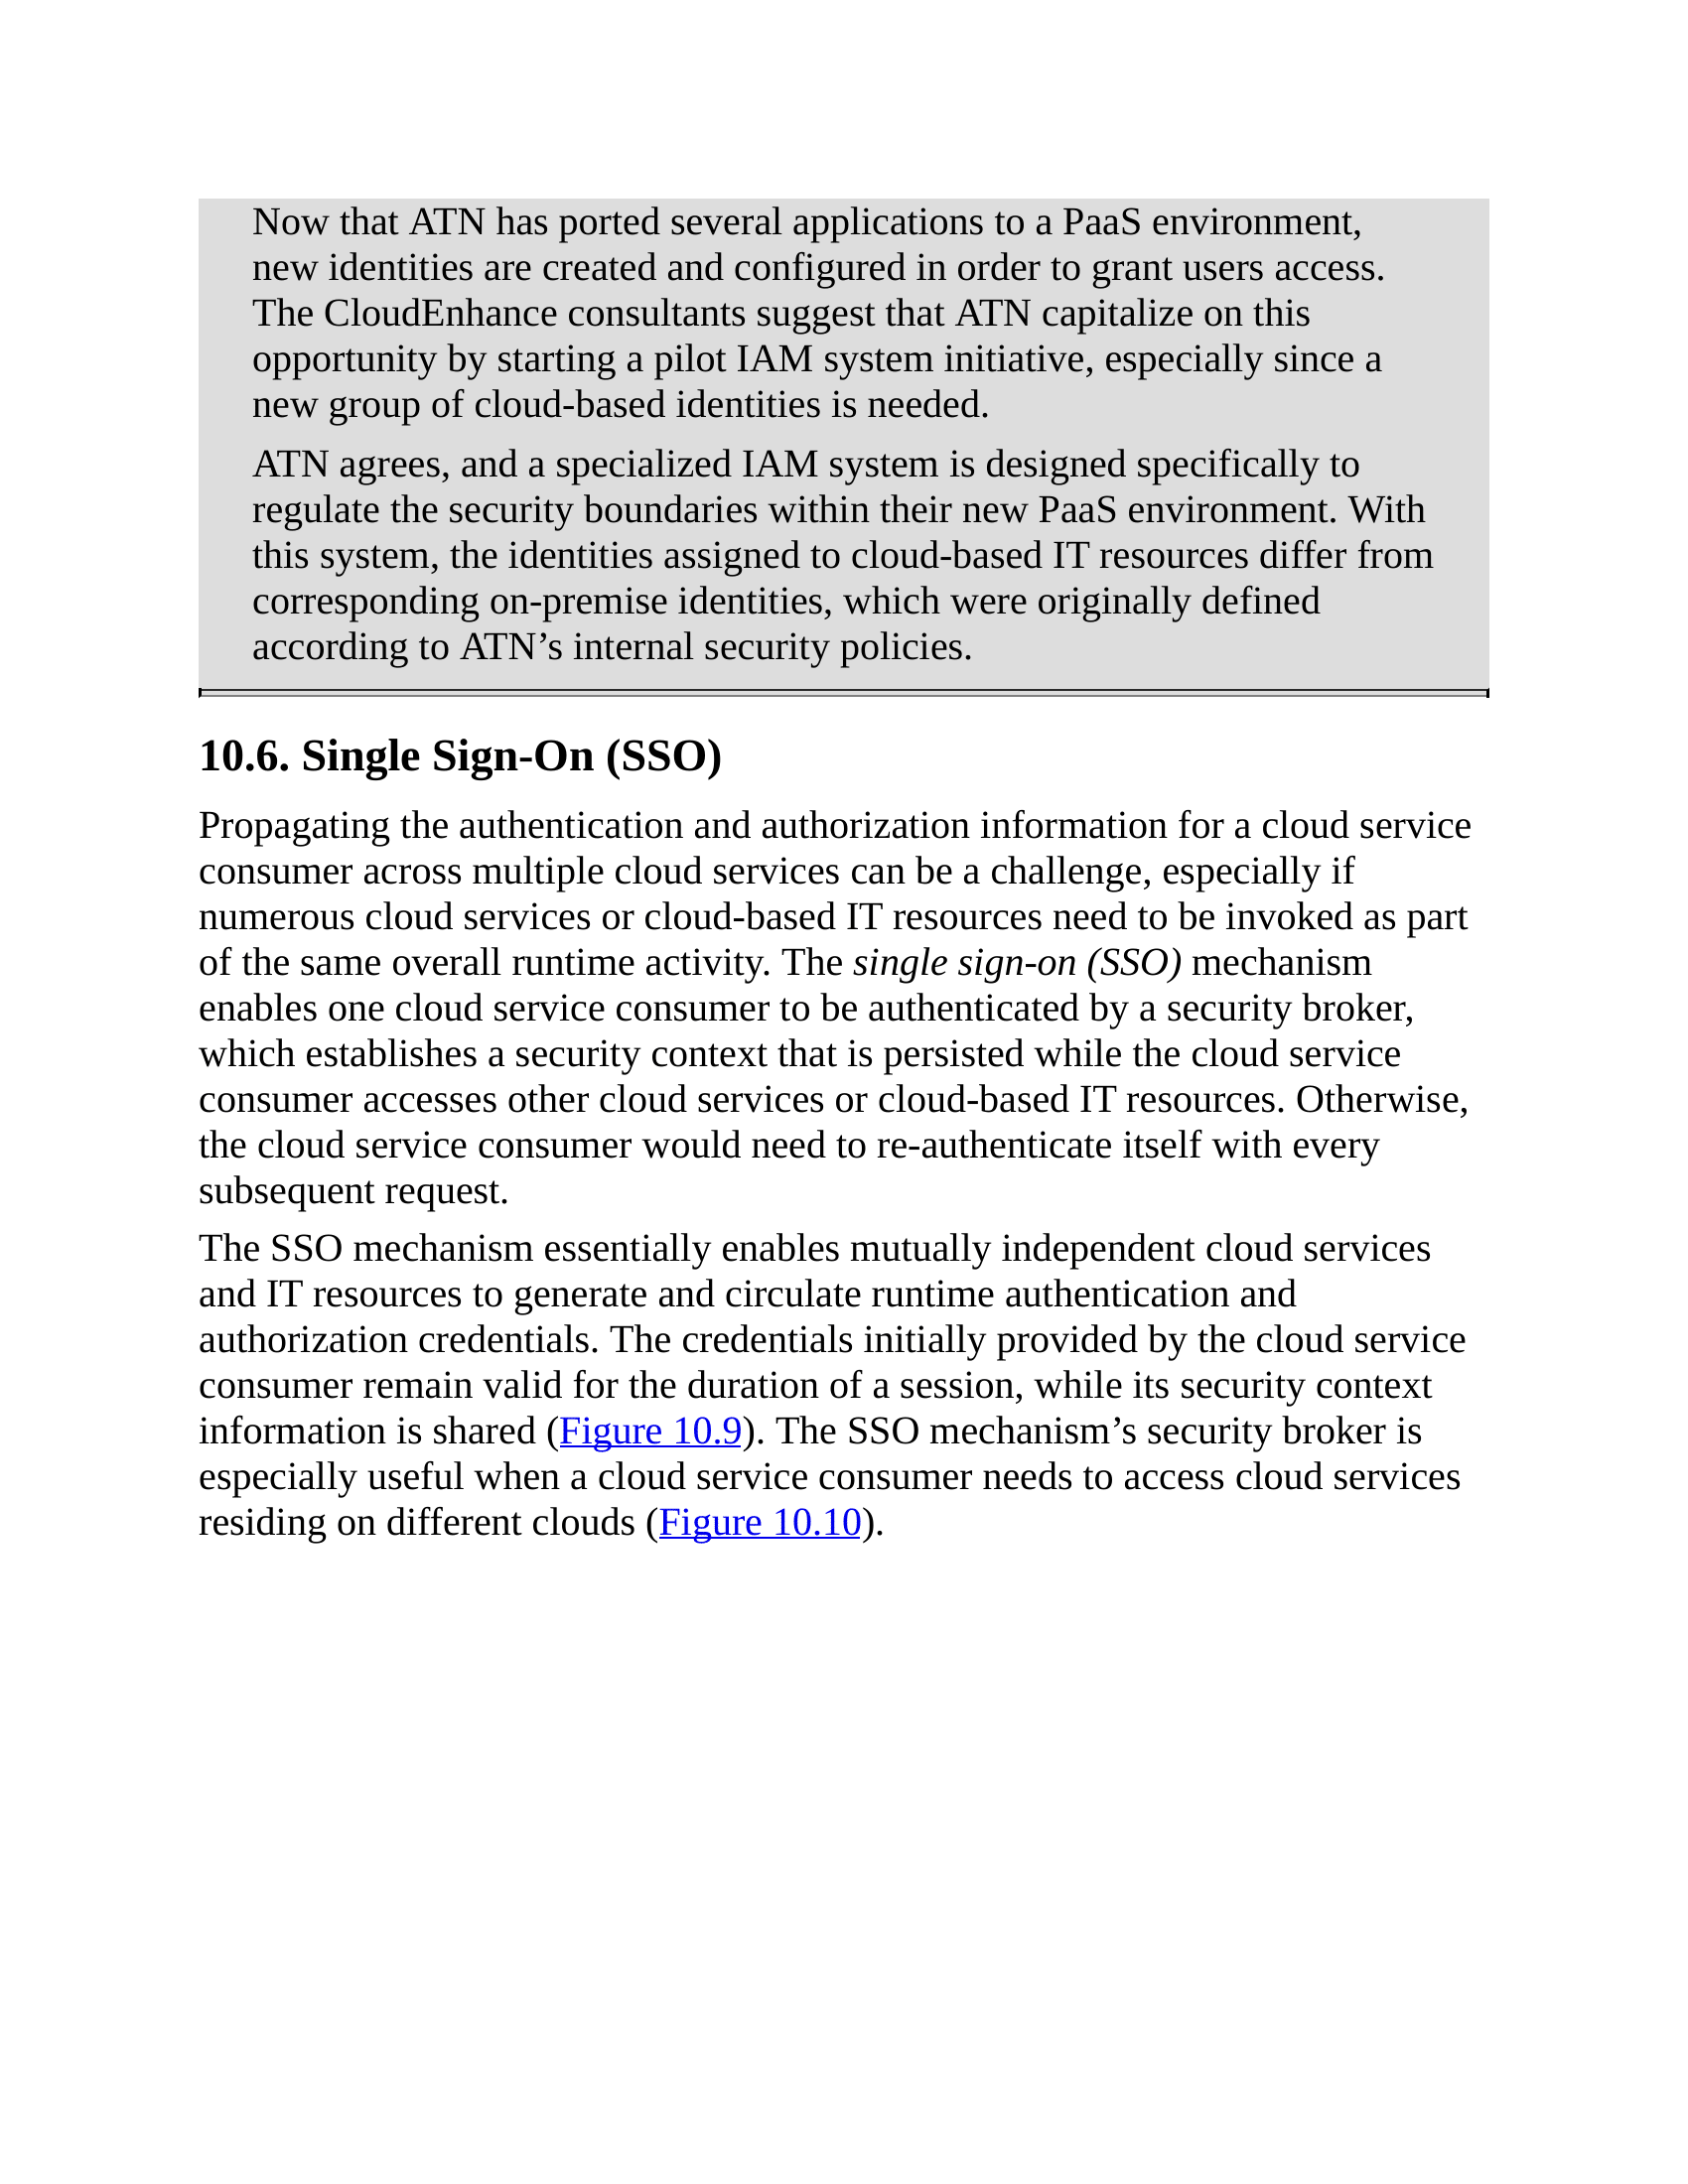 Now that ATN has ported several applications to a PaaS environment,
new identities are created and configured in order to grant users access.
The CloudEnhance consultants suggest that ATN capitalize on this
opportunity by starting a pilot IAM system initiative, especially since a
new group of cloud-based identities is needed.
ATN agrees, and a specialized IAM system is designed specifically to
regulate the security boundaries within their new PaaS environment. With
this system, the identities assigned to cloud-based IT resources differ from
corresponding on-premise identities, which were originally defined
according to ATN’s internal security policies.
10.6. Single Sign-On (SSO)
Propagating the authentication and authorization information for a cloud service
consumer across multiple cloud services can be a challenge, especially if
numerous cloud services or cloud-based IT resources need to be invoked as part
of the same overall runtime activity. The single sign-on (SSO) mechanism
enables one cloud service consumer to be authenticated by a security broker,
which establishes a security context that is persisted while the cloud service
consumer accesses other cloud services or cloud-based IT resources. Otherwise,
the cloud service consumer would need to re-authenticate itself with every
subsequent request.
The SSO mechanism essentially enables mutually independent cloud services
and IT resources to generate and circulate runtime authentication and
authorization credentials. The credentials initially provided by the cloud service
consumer remain valid for the duration of a session, while its security context
information is shared (Figure 10.9). The SSO mechanism’s security broker is
especially useful when a cloud service consumer needs to access cloud services
residing on different clouds (Figure 10.10).